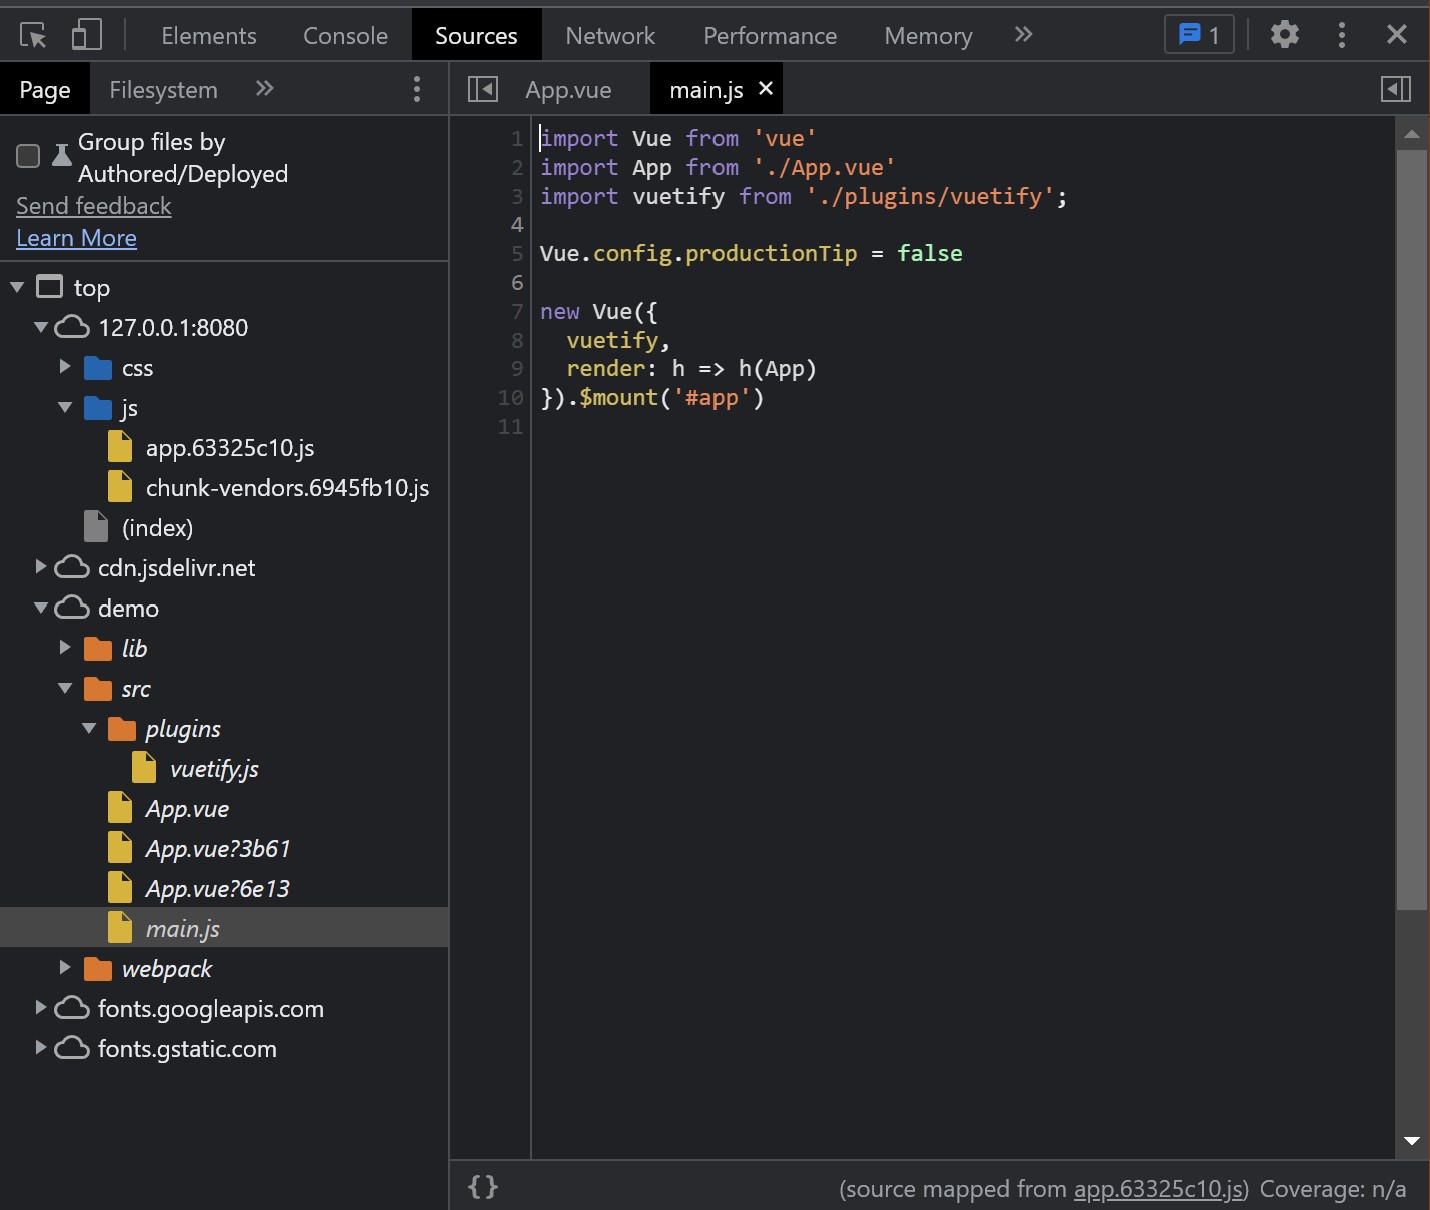 Elements Console Sources Network Performance Memory 1
Page Filesystem App.vue main.js
Group files by
Authored/Deployed
Send feedback
Learn More
top
127.0.0.1:8080
css
js
app.63325c10.js
chunk-vendors.6945fb10.js
(index)
cdn.jsdelivr.net
demo
lib
src
plugins
vuetify.js
App.vue
App.vue?3b61
App.vue?6e13
main.js
webpack
fonts.googleapis.com
fonts.gstatic.com
1 import Vue from 'vue'
2 import App from './App.vue'
3 import vuetify from './plugins/vuetify';
4
5 Vue.config.productionTip = false
6
7 new Vue({
8   vuetify,
9   render: h => h(App)
10 }).$mount('#app')
11
{} (source mapped from app.63325c10.js) Coverage: n/a